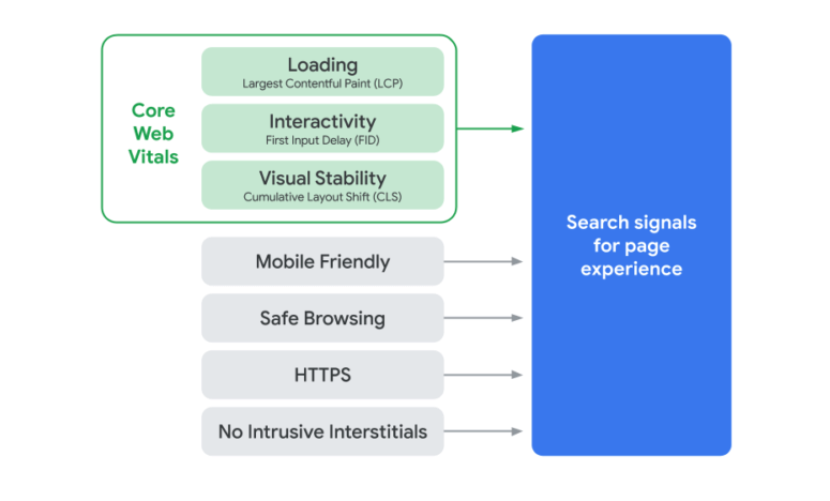 Core
Web
Vitals
Loading
Largest Contentful Paint (LCP)
Interactivity
First Input Delay (FID)
Visual Stability
Cumulative Layout Shift (CLS)
Mobile Friendly
Safe Browsing
HTTPS
No Intrusive Interstitials
Search signals
for page
experience